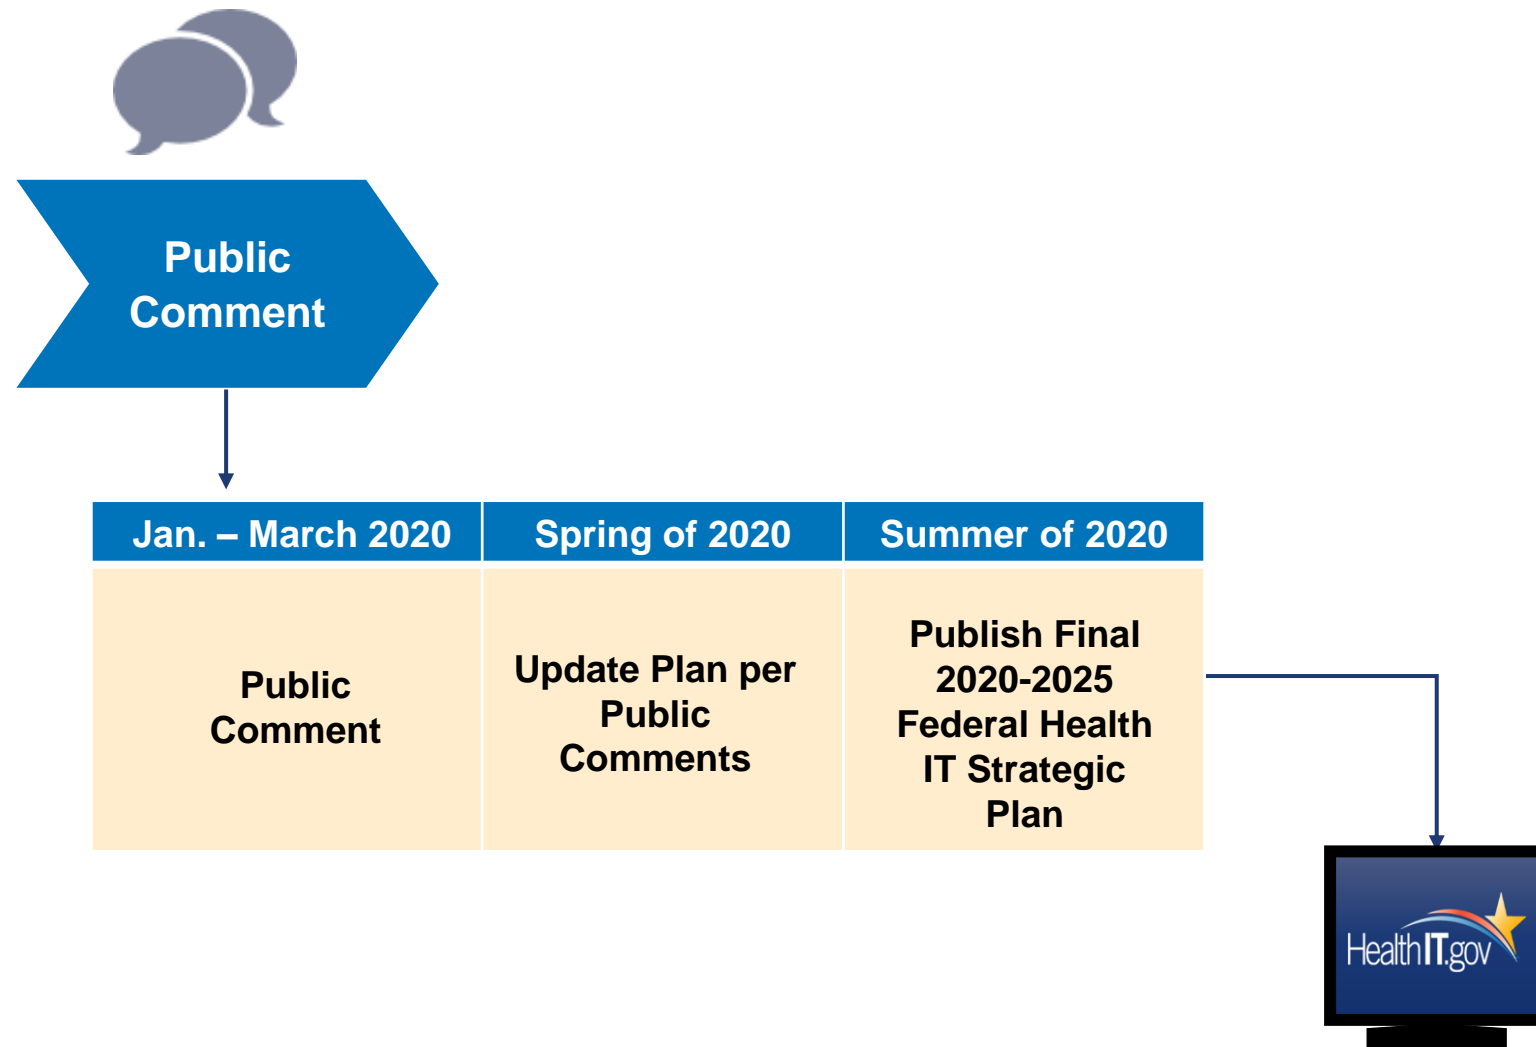 Public
Comment
Jan. – March 2020
Spring of 2020
Summer of 2020
Public
Comment
Update Plan per
Public
Comments
Publish Final
2020-2025
Federal Health
IT Strategic
Plan
HealthIT.gov